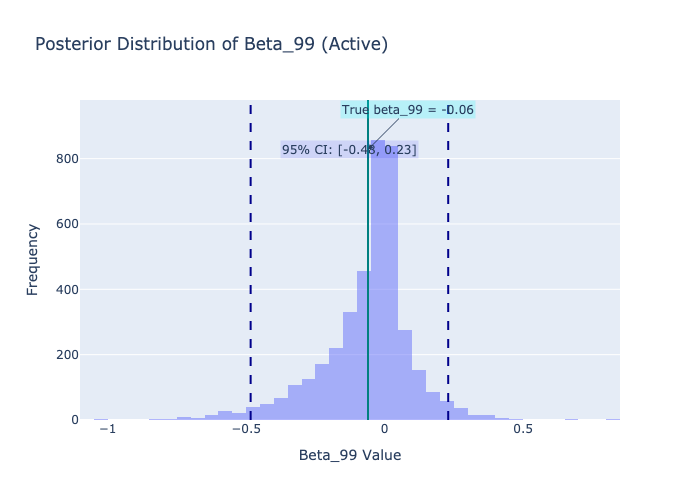 Posterior Distribution of Beta_99 (Active)
True beta_99 = -0.06
95% CI: [-0.48, 0.23]
800
600
400
200
0
−1
−0.5
0
0.5
Frequency
Beta_99 Value